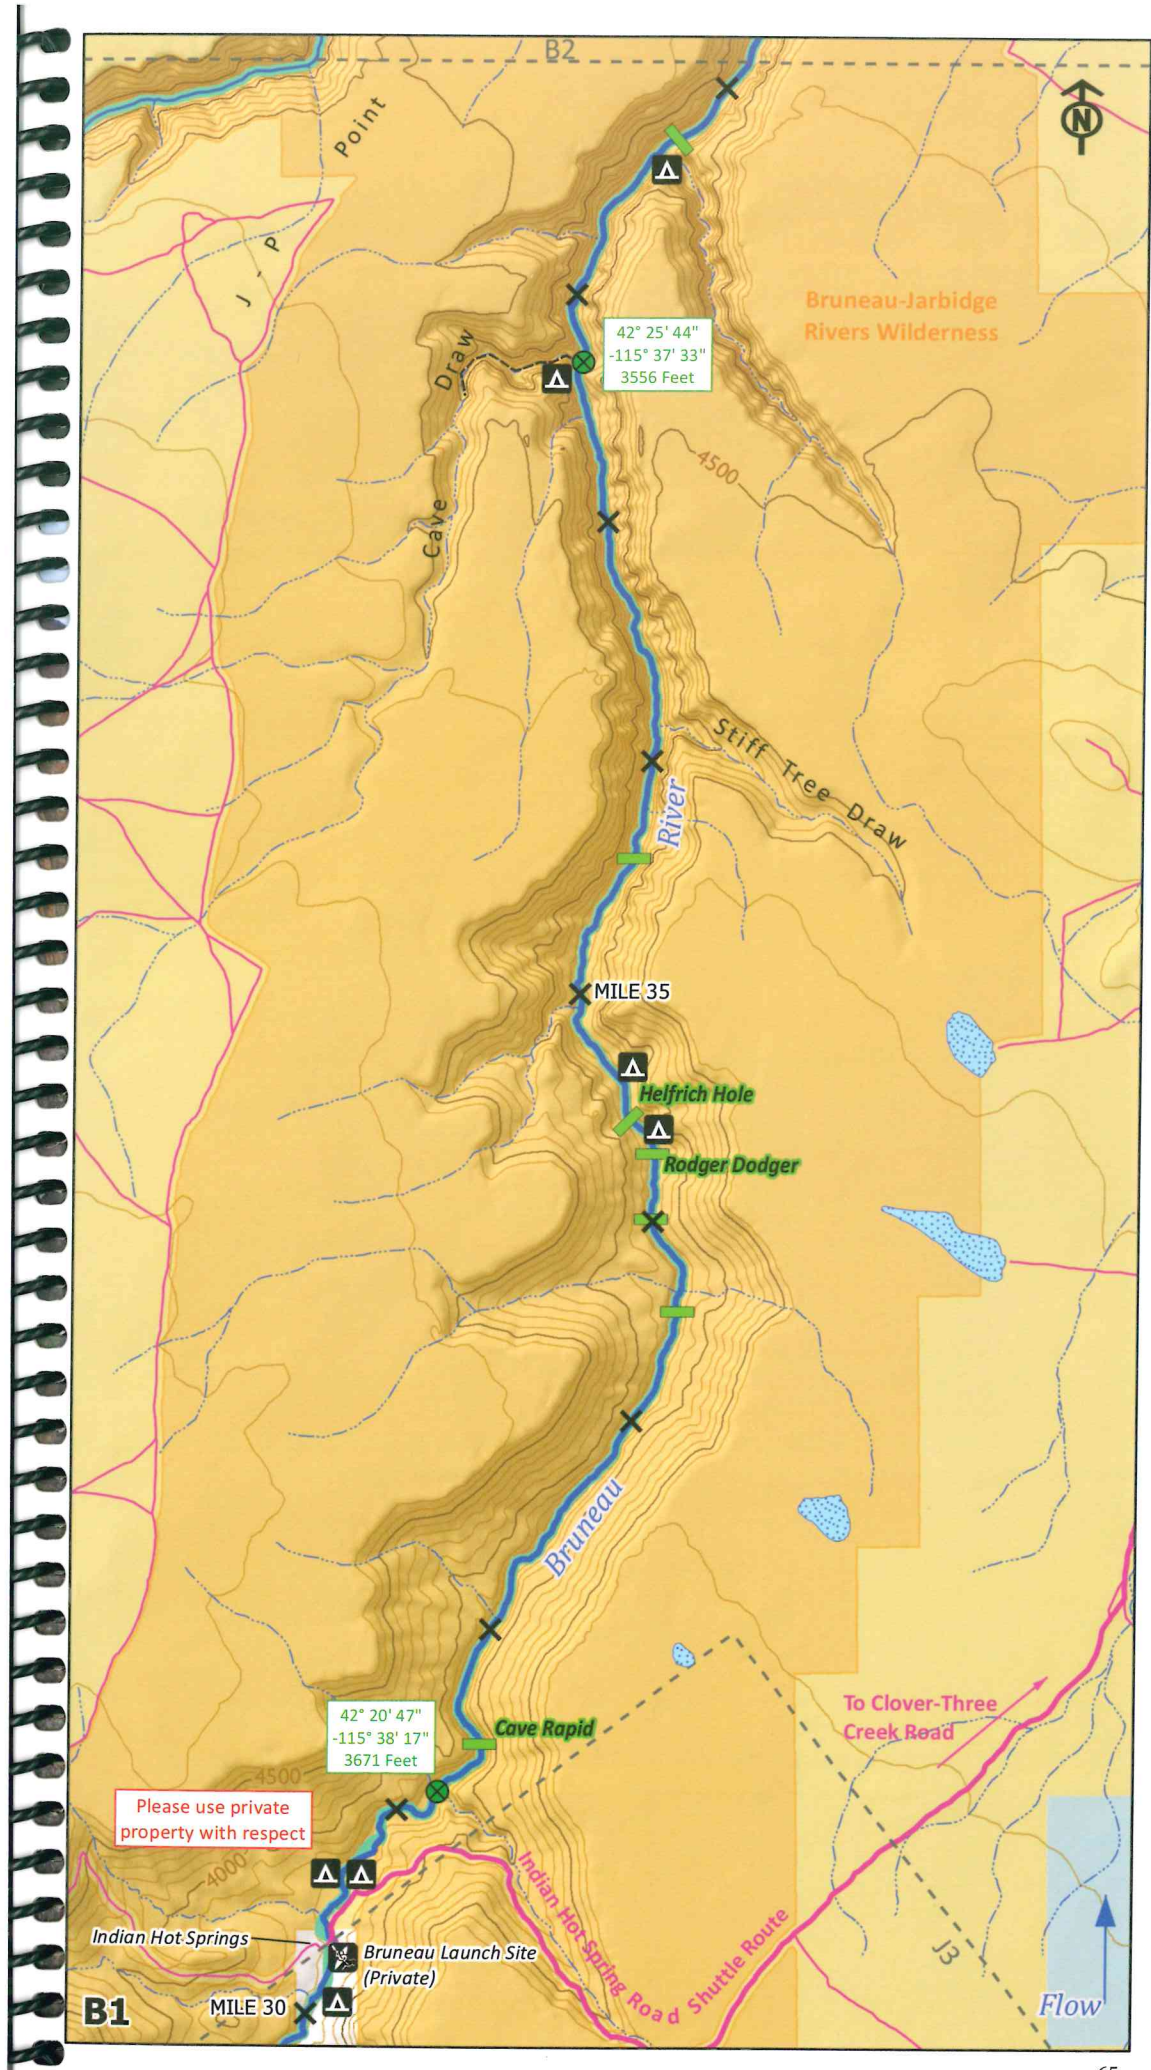 B2
N
Point
J - P
Bruneau-Jarbidge
Rivers Wilderness
42° 25' 44"
-115° 37' 33"
3556 Feet
Cave Draw
4500
Stiff Tree Draw
River
MILE 35
Helfrich Hole
Rodger Dodger
Bruneau
42° 20' 47"
-115° 38' 17"
3671 Feet
Cave Rapid
To Clover-Three
Creek Road
4500
Please use private
property with respect
4000
Indian Hot Spring Road
Shuttle Route
Indian Hot Springs
Bruneau Launch Site
(Private)
J3
MILE 30
B1
Flow